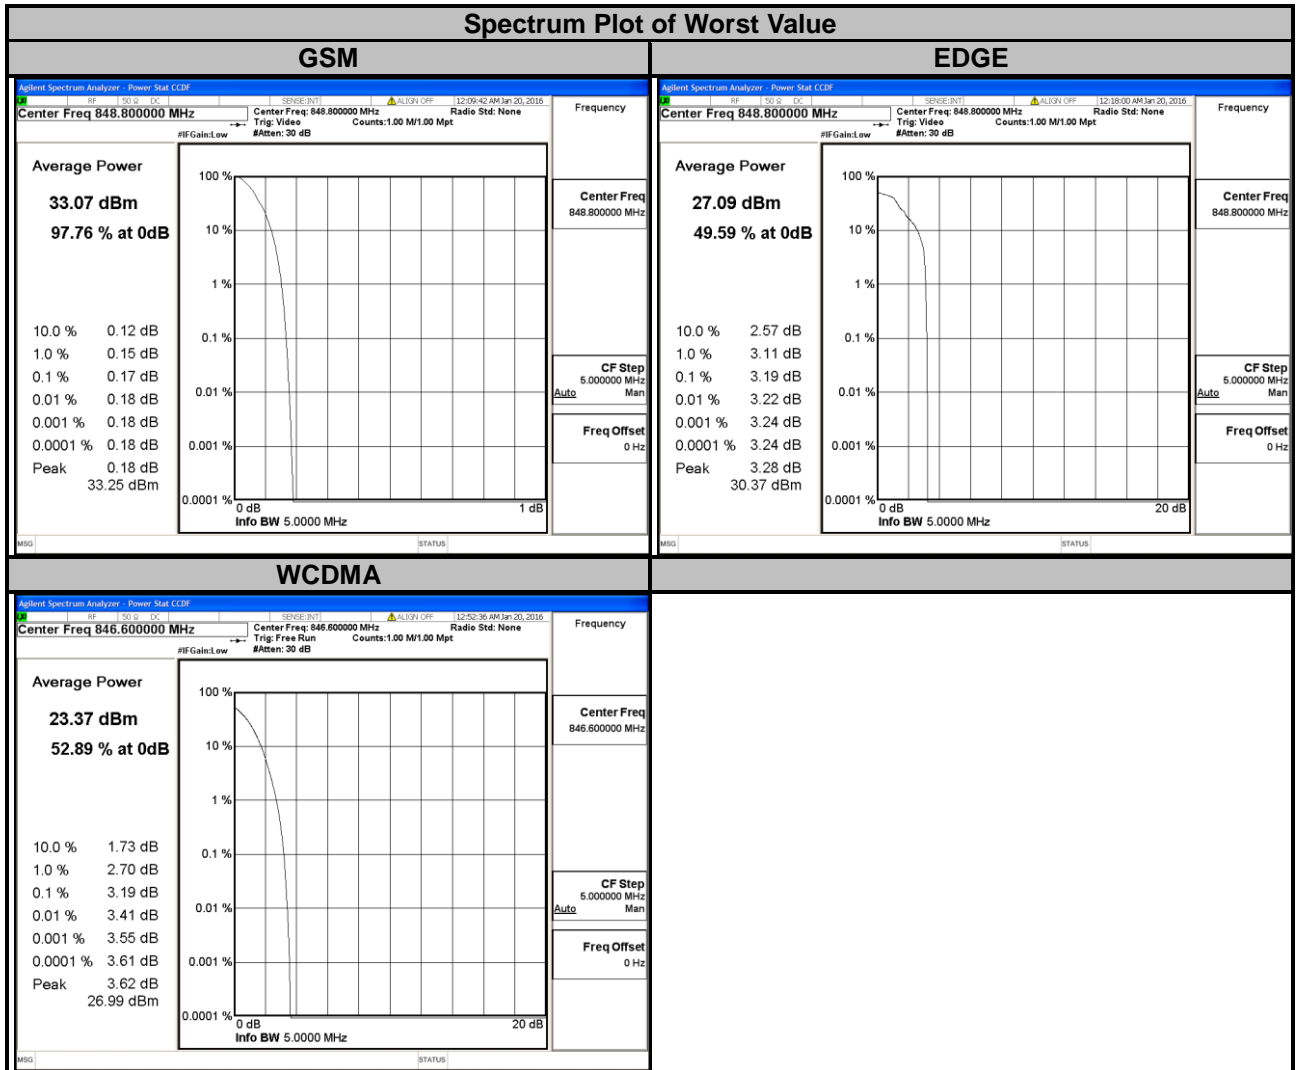 Spectrum Plot of Worst Value
GSM
Agilent Spectrum Analyzer - Power Stat CCDF
RF 50 Ω DC SENSE:INT ALIGN OFF 12:09:42 AM Jan 20, 2016
Center Freq 848.800000 MHz
Center Freq: 848.800000 MHz Radio Std: None
Trig: Video Counts:1.00 M/1.00 Mpt
#IFGain:Low #Atten: 30 dB
Frequency
Average Power
33.07 dBm
97.76 % at 0dB
10.0 % 0.12 dB
1.0 % 0.15 dB
0.1 % 0.17 dB
0.01 % 0.18 dB
0.001 % 0.18 dB
0.0001 % 0.18 dB
Peak 0.18 dB
33.25 dBm
100 %
10 %
1 %
0.1 %
0.01 %
0.001 %
0.0001 %
0 dB 1 dB
Info BW 5.0000 MHz
Center Freq
848.800000 MHz
CF Step
5.000000 MHz
Auto Man
Freq Offset
0 Hz
MSG STATUS
EDGE
Agilent Spectrum Analyzer - Power Stat CCDF
RF 50 Ω DC SENSE:INT ALIGN OFF 12:18:00 AM Jan 20, 2016
Center Freq 848.800000 MHz
Center Freq: 848.800000 MHz Radio Std: None
Trig: Video Counts:1.00 M/1.00 Mpt
#IFGain:Low #Atten: 30 dB
Frequency
Average Power
27.09 dBm
49.59 % at 0dB
10.0 % 2.57 dB
1.0 % 3.11 dB
0.1 % 3.19 dB
0.01 % 3.22 dB
0.001 % 3.24 dB
0.0001 % 3.24 dB
Peak 3.28 dB
30.37 dBm
100 %
10 %
1 %
0.1 %
0.01 %
0.001 %
0.0001 %
0 dB 20 dB
Info BW 5.0000 MHz
Center Freq
848.800000 MHz
CF Step
5.000000 MHz
Auto Man
Freq Offset
0 Hz
MSG STATUS
WCDMA
Agilent Spectrum Analyzer - Power Stat CCDF
RF 50 Ω DC SENSE:INT ALIGN OFF 12:52:36 AM Jan 20, 2016
Center Freq 846.600000 MHz
Center Freq: 846.600000 MHz Radio Std: None
Trig: Free Run Counts:1.00 M/1.00 Mpt
#IFGain:Low #Atten: 30 dB
Frequency
Average Power
23.37 dBm
52.89 % at 0dB
10.0 % 1.73 dB
1.0 % 2.70 dB
0.1 % 3.19 dB
0.01 % 3.41 dB
0.001 % 3.55 dB
0.0001 % 3.61 dB
Peak 3.62 dB
26.99 dBm
100 %
10 %
1 %
0.1 %
0.01 %
0.001 %
0.0001 %
0 dB 20 dB
Info BW 5.0000 MHz
Center Freq
846.600000 MHz
CF Step
5.000000 MHz
Auto Man
Freq Offset
0 Hz
MSG STATUS